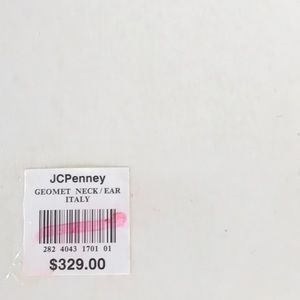 JCPenney
GEOMET NECK/EAR
ITALY
282 4043 1701 01
$329.00